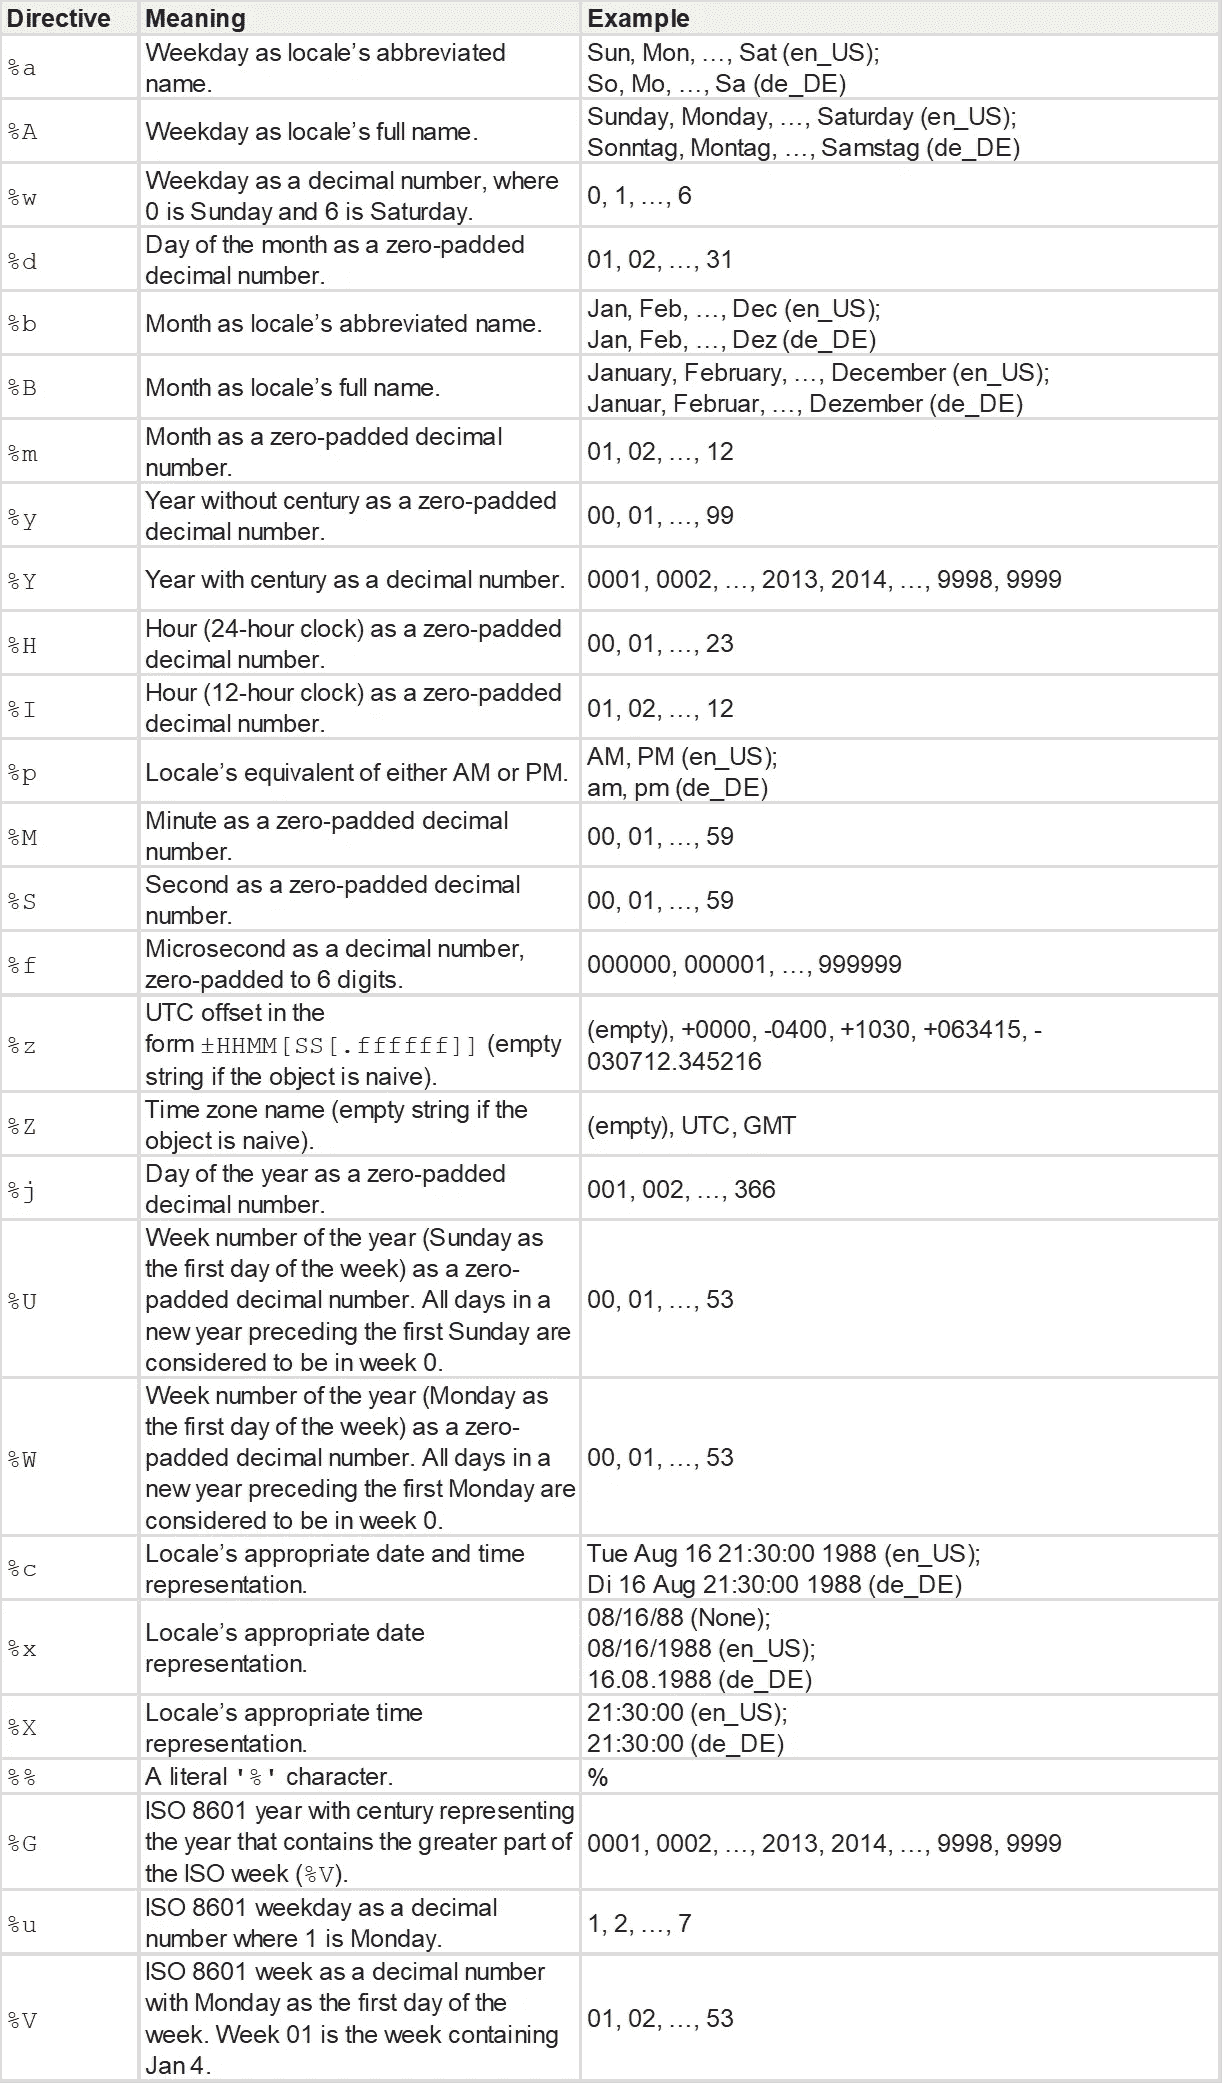 Directive Meaning Example
%a
Weekday as locale’s abbreviated
name.
Sun, Mon, …, Sat (en_US);
So, Mo, …, Sa (de_DE)
%A
Weekday as locale’s full name.
Sunday, Monday, …, Saturday (en_US);
Sonntag, Montag, …, Samstag (de_DE)
%w
Weekday as a decimal number, where
0 is Sunday and 6 is Saturday.
0, 1, …, 6
%d
Day of the month as a zero-padded
decimal number.
01, 02, …, 31
%b
Month as locale’s abbreviated name.
Jan, Feb, …, Dec (en_US);
Jan, Feb, …, Dez (de_DE)
%B
Month as locale’s full name.
January, February, …, December (en_US);
Januar, Februar, …, Dezember (de_DE)
%m
Month as a zero-padded decimal
number.
01, 02, …, 12
%y
Year without century as a zero-padded
decimal number.
00, 01, …, 99
%Y
Year with century as a decimal number.
0001, 0002, …, 2013, 2014, …, 9998, 9999
%H
Hour (24-hour clock) as a zero-padded
decimal number.
00, 01, …, 23
%I
Hour (12-hour clock) as a zero-padded
decimal number.
01, 02, …, 12
%p
Locale’s equivalent of either AM or PM.
AM, PM (en_US);
am, pm (de_DE)
%M
Minute as a zero-padded decimal
number.
00, 01, …, 59
%S
Second as a zero-padded decimal
number.
00, 01, …, 59
%f
Microsecond as a decimal number,
zero-padded to 6 digits.
000000, 000001, …, 999999
%z
UTC offset in the
form ±HHMM[SS[.ffffff]] (empty
string if the object is naive).
(empty), +0000, -0400, +1030, +063415, -
030712.345216
%Z
Time zone name (empty string if the
object is naive).
(empty), UTC, GMT
%j
Day of the year as a zero-padded
decimal number.
001, 002, …, 366
%U
Week number of the year (Sunday as
the first day of the week) as a zero-
padded decimal number. All days in a
new year preceding the first Sunday are
considered to be in week 0.
00, 01, …, 53
%W
Week number of the year (Monday as
the first day of the week) as a zero-
padded decimal number. All days in a
new year preceding the first Monday are
considered to be in week 0.
00, 01, …, 53
%c
Locale’s appropriate date and time
representation.
Tue Aug 16 21:30:00 1988 (en_US);
Di 16 Aug 21:30:00 1988 (de_DE)
%x
Locale’s appropriate date
representation.
08/16/88 (None);
08/16/1988 (en_US);
16.08.1988 (de_DE)
%X
Locale’s appropriate time
representation.
21:30:00 (en_US);
21:30:00 (de_DE)
%%
A literal '%' character.
%
%G
ISO 8601 year with century representing
the year that contains the greater part of
the ISO week (%V).
0001, 0002, …, 2013, 2014, …, 9998, 9999
%u
ISO 8601 weekday as a decimal
number where 1 is Monday.
1, 2, …, 7
%V
ISO 8601 week as a decimal number
with Monday as the first day of the
week. Week 01 is the week containing
Jan 4.
01, 02, …, 53